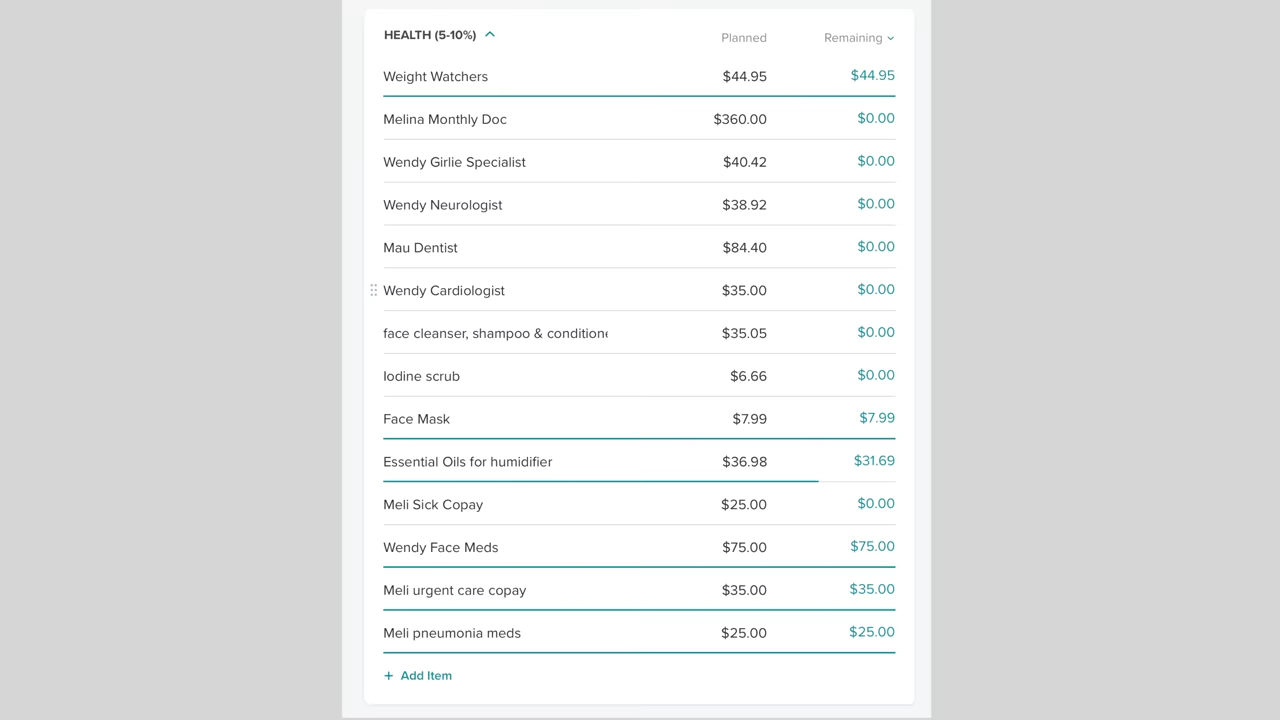 HEALTH (5-10%) Planned Remaining
Weight Watchers $44.95 $44.95
Melina Monthly Doc $360.00 $0.00
Wendy Girlie Specialist $40.42 $0.00
Wendy Neurologist $38.92 $0.00
Mau Dentist $84.40 $0.00
Wendy Cardiologist $35.00 $0.00
face cleanser, shampoo & conditione $35.05 $0.00
Iodine scrub $6.66 $0.00
Face Mask $7.99 $7.99
Essential Oils for humidifier $36.98 $31.69
Meli Sick Copay $25.00 $0.00
Wendy Face Meds $75.00 $75.00
Meli urgent care copay $35.00 $35.00
Meli pneumonia meds $25.00 $25.00
+ Add Item